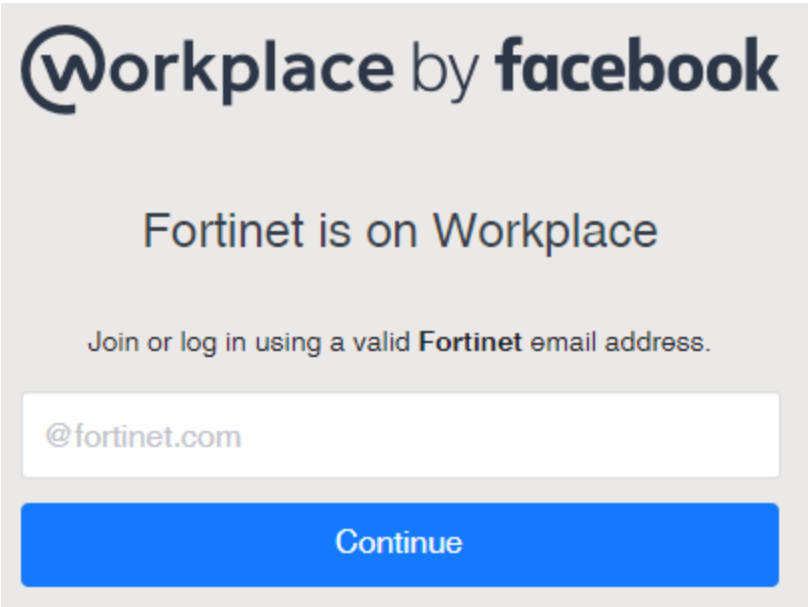 Workplace by facebook
Fortinet is on Workplace
Join or log in using a valid Fortinet email address.
@fortinet.com
Continue